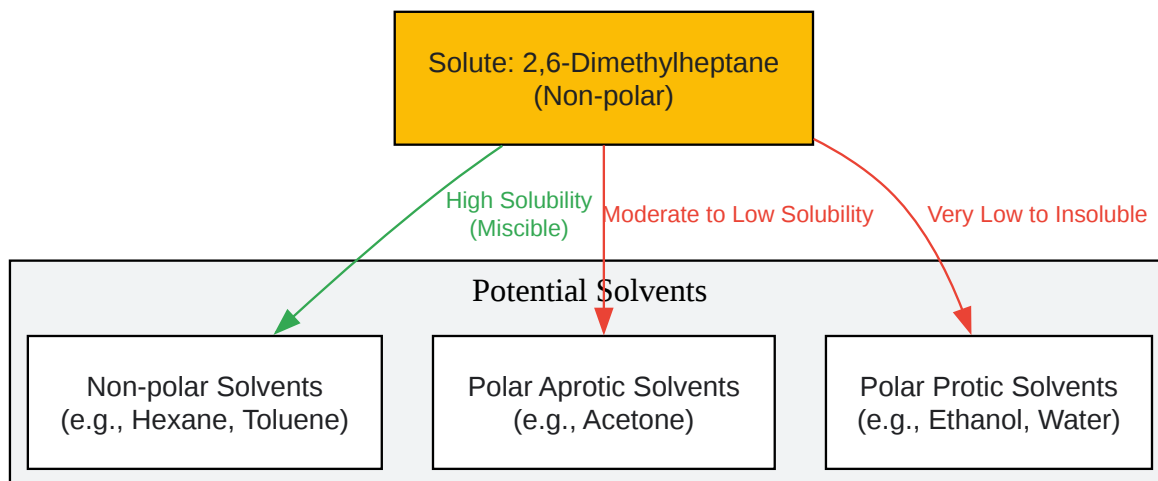 Solute: 2,6-Dimethylheptane
(Non-polar)
High Solubility
(Miscible)
Moderate to Low Solubility
Very Low to Insoluble
Potential Solvents
Non-polar Solvents
(e.g., Hexane, Toluene)
Polar Aprotic Solvents
(e.g., Acetone)
Polar Protic Solvents
(e.g., Ethanol, Water)